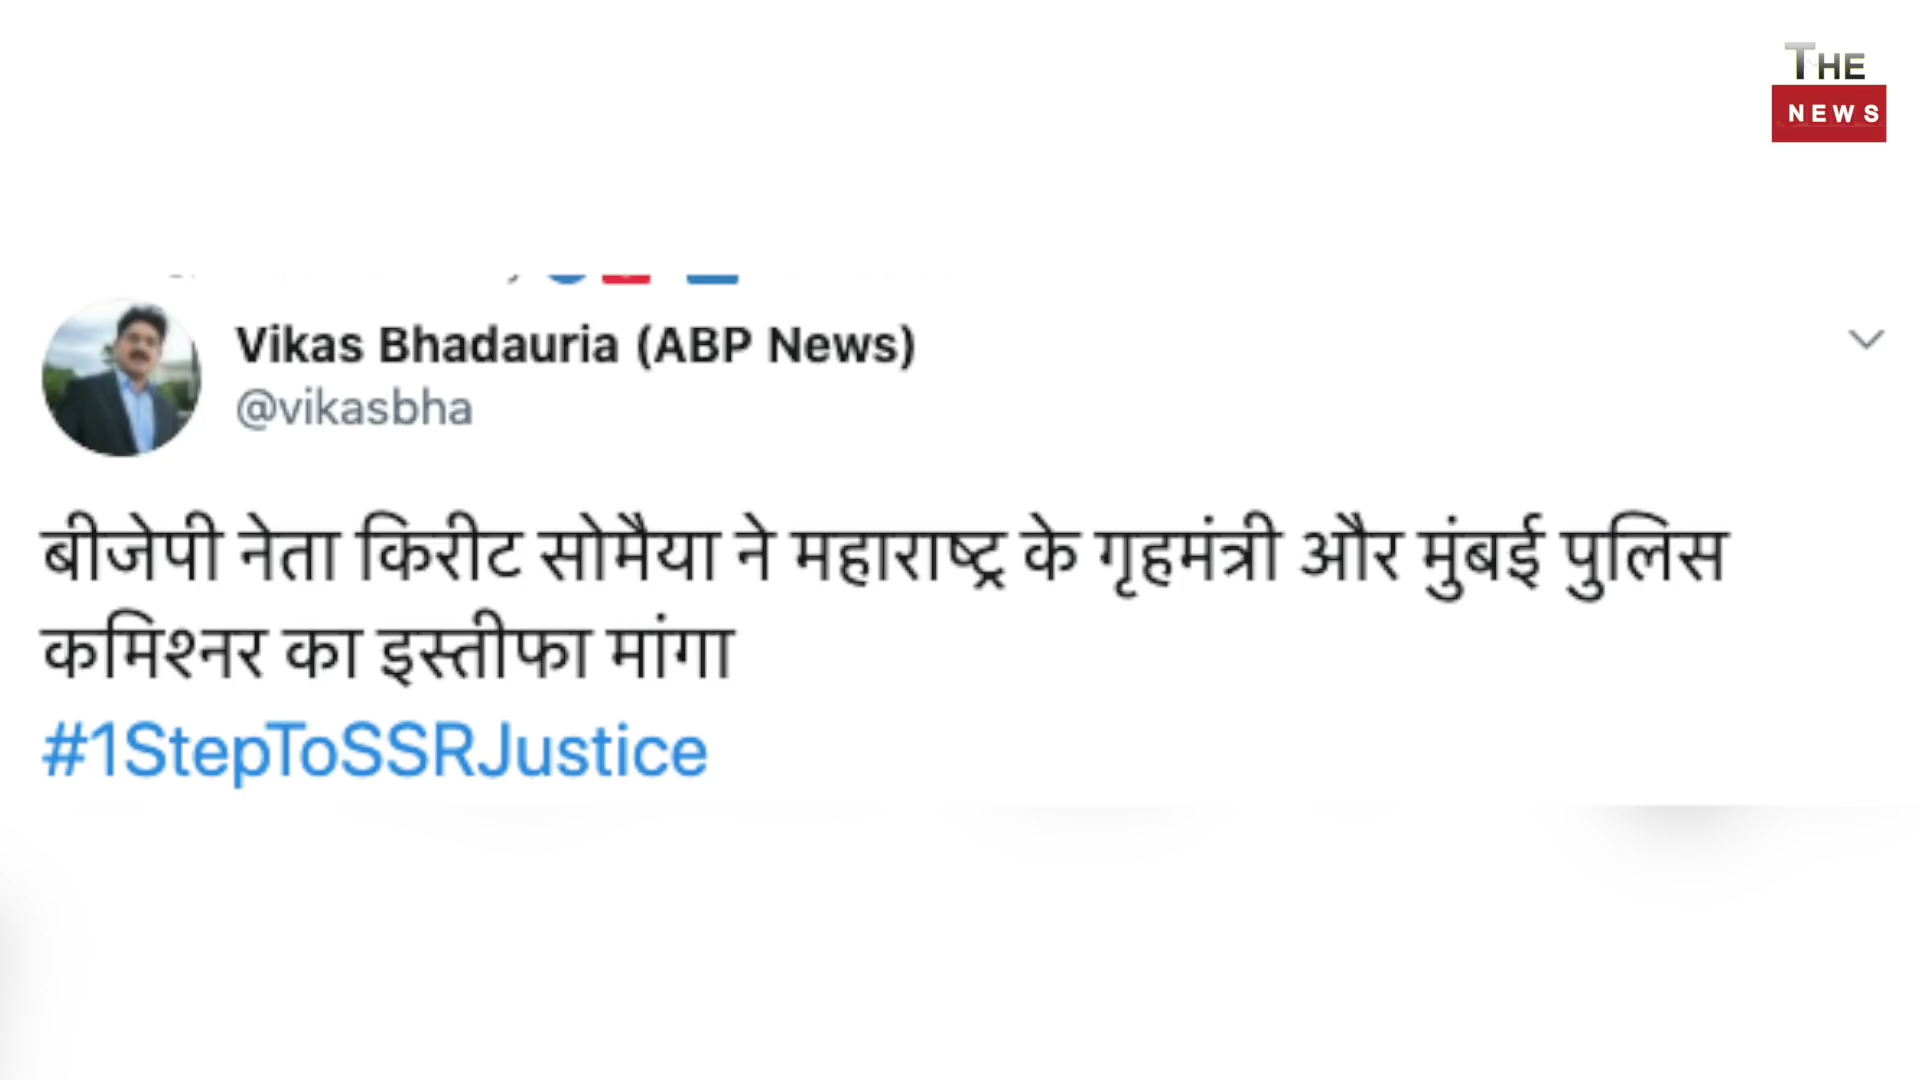 THE
NEWS
Vikas Bhadauria (ABP News)
@vikasbha
बीजेपी नेता किरीट सोमैया ने महाराष्ट्र के गृहमंत्री और मुंबई पुलिस
कमिश्नर का इस्तीफा मांगा
#1StepToSSRJustice